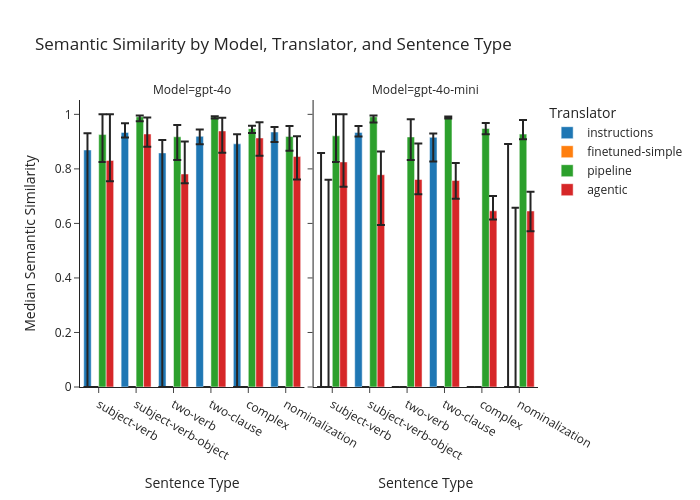 Semantic Similarity by Model, Translator, and Sentence Type
Model=gpt-4o
Model=gpt-4o-mini
Translator
instructions
finetuned-simple
pipeline
agentic
Median Semantic Similarity
1
0.8
0.6
0.4
0.2
0
subject-verb
subject-verb-object
two-verb
two-clause
complex
nominalization
subject-verb
subject-verb-object
two-verb
two-clause
complex
nominalization
Sentence Type
Sentence Type